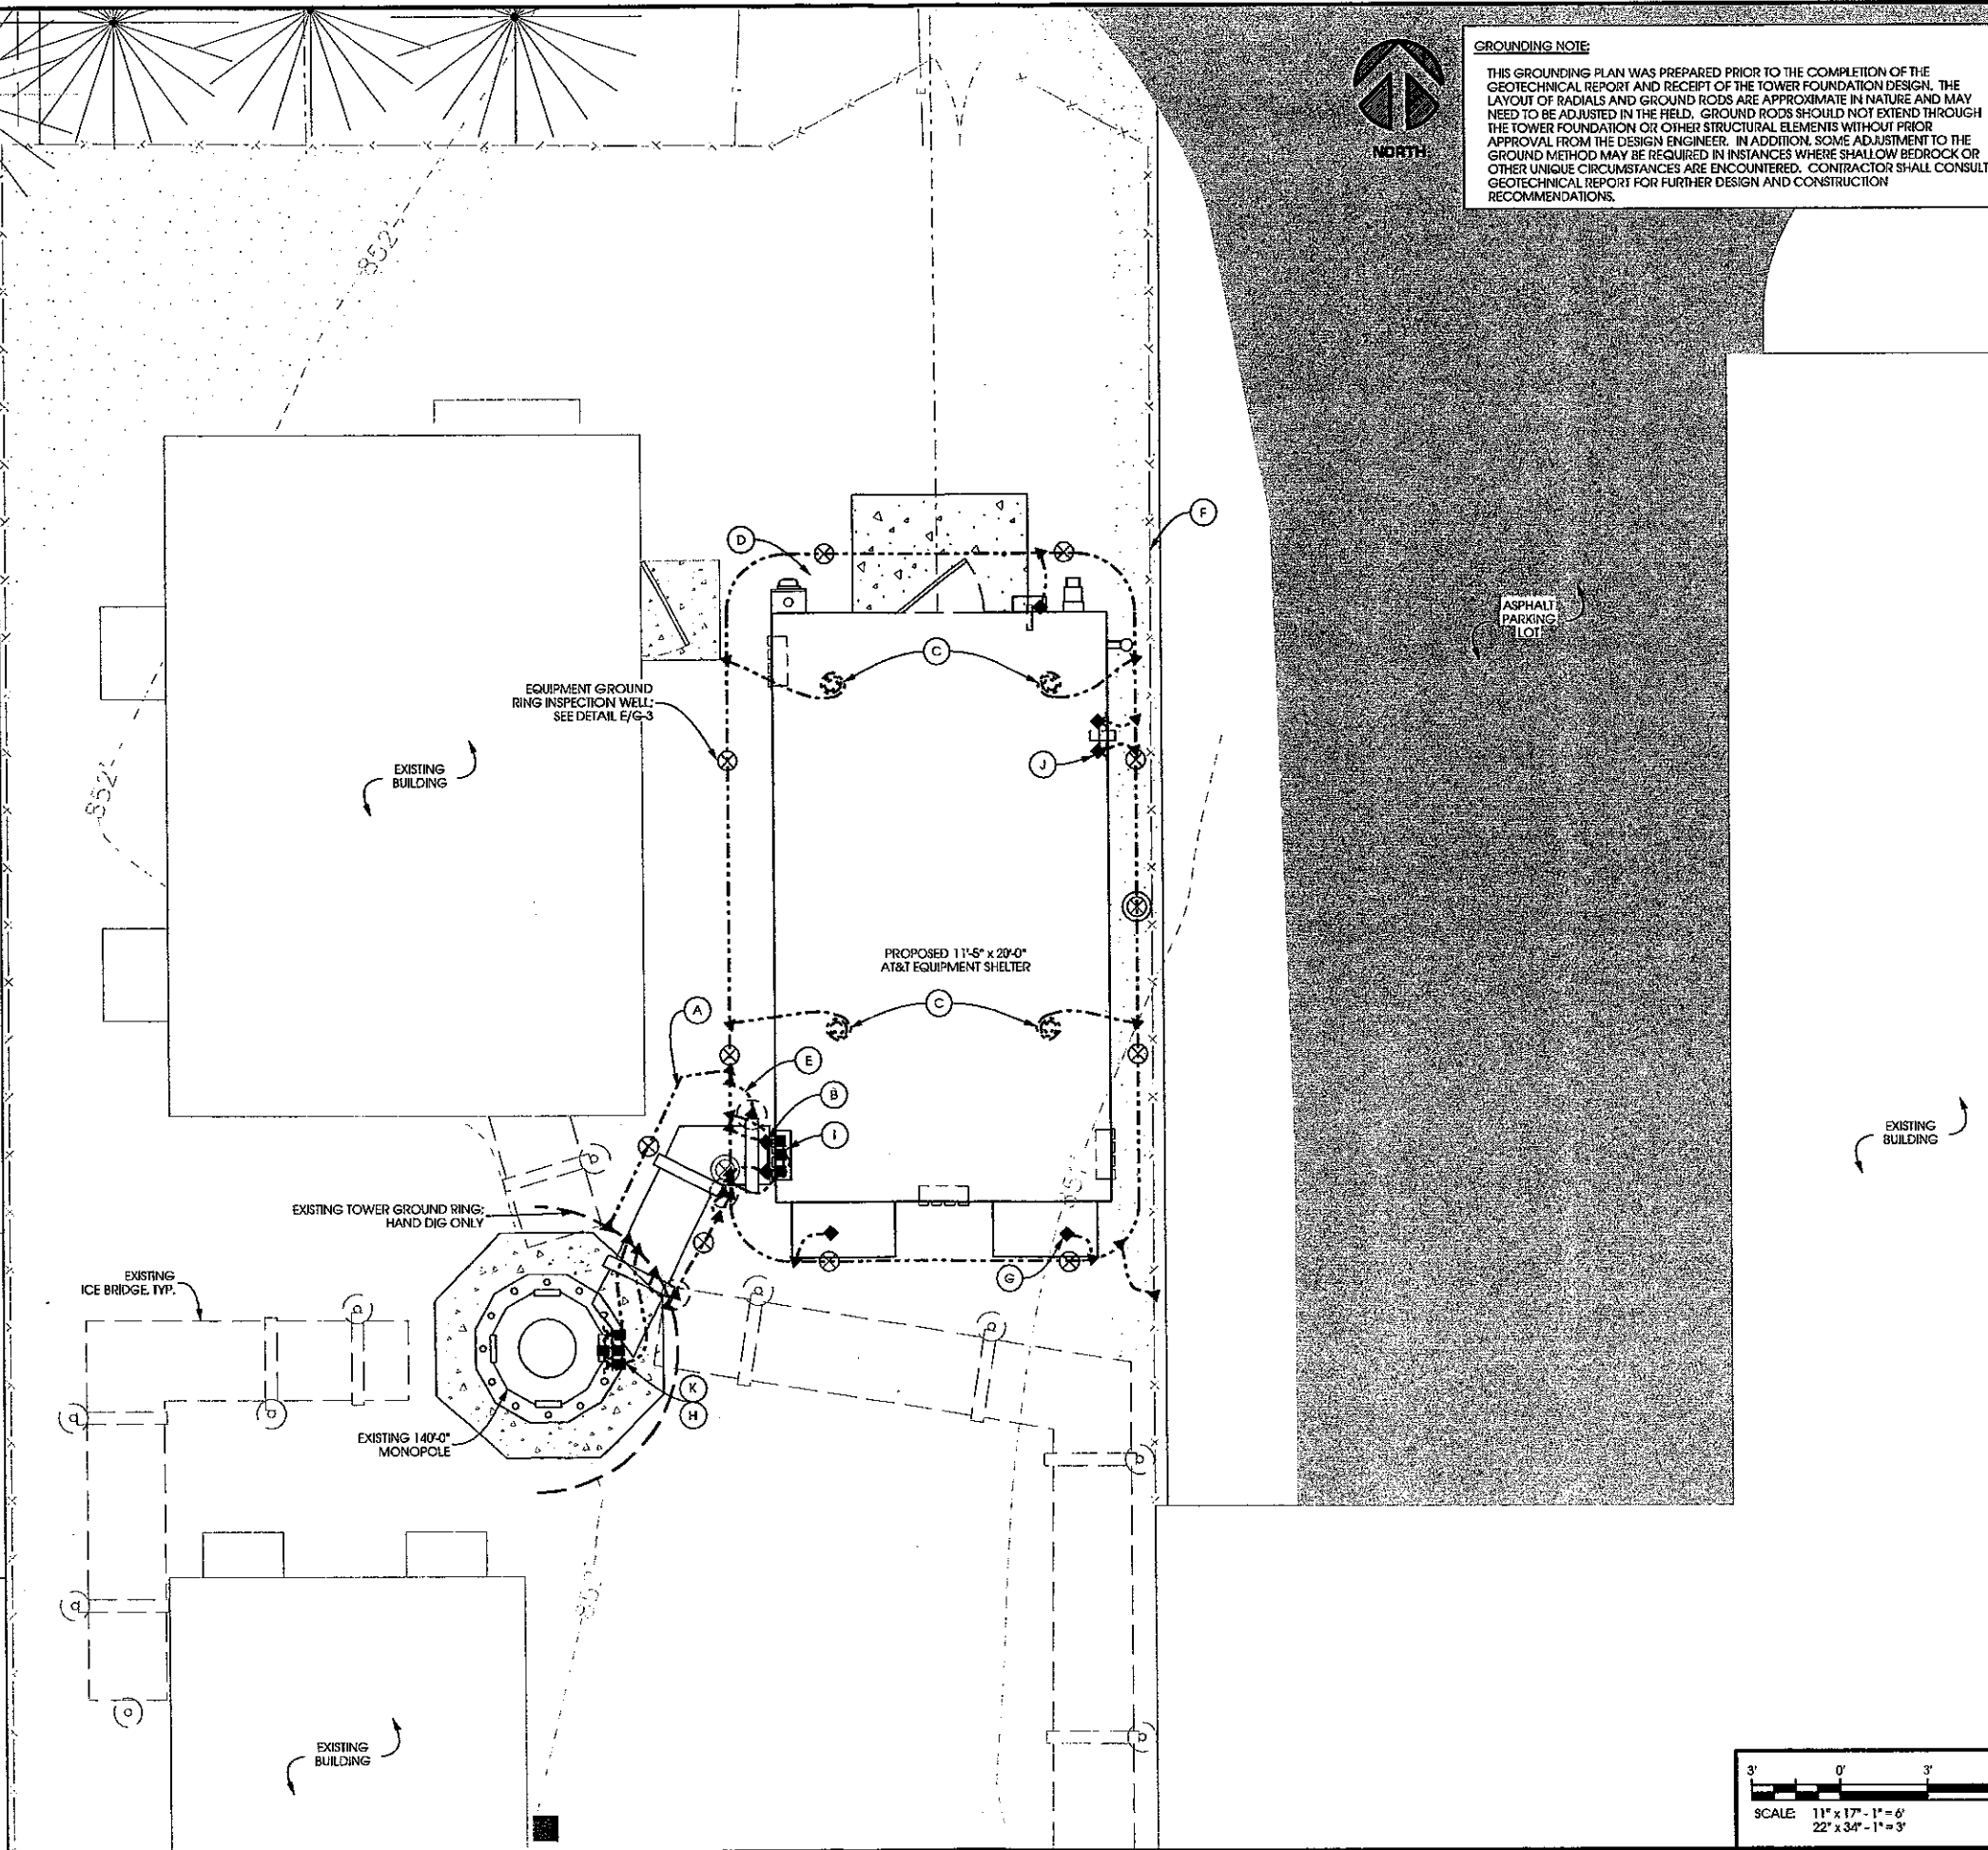 GROUNDING NOTE:
THIS GROUNDING PLAN WAS PREPARED PRIOR TO THE COMPLETION OF THE
GEOTECHNICAL REPORT AND RECEIPT OF THE TOWER FOUNDATION DESIGN. THE
LAYOUT OF RADIALS AND GROUND RODS ARE APPROXIMATE IN NATURE AND MAY
NEED TO BE ADJUSTED IN THE FIELD. GROUND RODS SHOULD NOT EXTEND THROUGH
THE TOWER FOUNDATION OR OTHER STRUCTURAL ELEMENTS WITHOUT PRIOR
APPROVAL FROM THE DESIGN ENGINEER. IN ADDITION, SOME ADJUSTMENT TO THE
GROUND METHOD MAY BE REQUIRED IN INSTANCES WHERE SHALLOW BEDROCK OR
OTHER UNIQUE CIRCUMSTANCES ARE ENCOUNTERED. CONTRACTOR SHALL CONSULT
GEOTECHNICAL REPORT FOR FURTHER DESIGN AND CONSTRUCTION
RECOMMENDATIONS.
NORTH
852
F
D
ASPHALT
PARKING
LOT
C
EQUIPMENT GROUND
RING INSPECTION WELL;
SEE DETAIL E/G-3
J
EXISTING
BUILDING
852
PROPOSED 11'-5" x 20'-0"
AT&T EQUIPMENT SHELTER
C
A
E
B
I
EXISTING
BUILDING
EXISTING TOWER GROUND RING;
HAND DIG ONLY
G
EXISTING
ICE BRIDGE, TYP.
K
H
EXISTING 140'-0"
MONOPOLE
EXISTING
BUILDING
3' 0' 3'
SCALE: 11" x 17" - 1" = 6'
22" x 34" - 1" = 3'